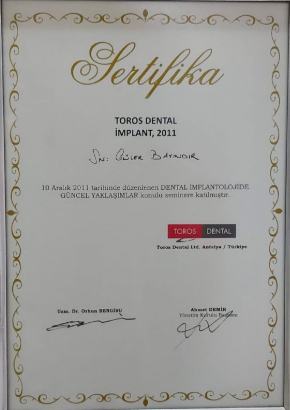 Sertifika
TOROS DENTAL
İMPLANT, 2011
Sn: Güler Bayındır
10 Aralık 2011 tarihinde düzenlenen DENTAL İMPLANTOLOJİDE
GÜNCEL YAKLAŞIMLAR konulu seminere katılmıştır.
TOROS DENTAL
Toros Dental Ltd. Antalya / Türkiye
Uzm. Dr. Orhan BENGİSU
Ahmet DEMİR
Yönetim Kurulu Başkanı